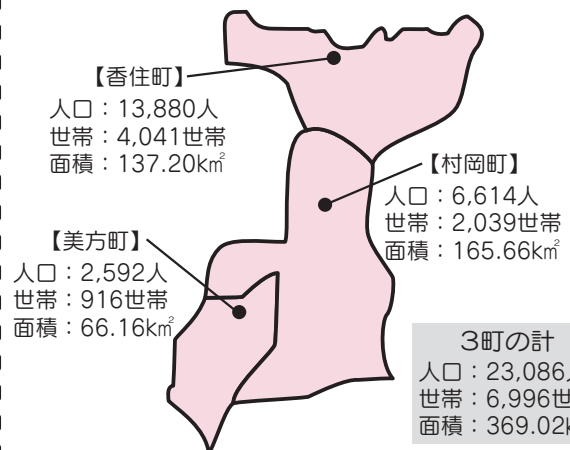 【香住町】
人口：13,880人
世帯：4,041世帯
面積：137.20k㎡
【村岡町】
人口：6,614人
世帯：2,039世帯
面積：165.66k㎡
【美方町】
人口：2,592人
世帯：916世帯
面積：66.16k㎡
3町の計
人口：23,086人
世帯：6,996世
面積：369.02k